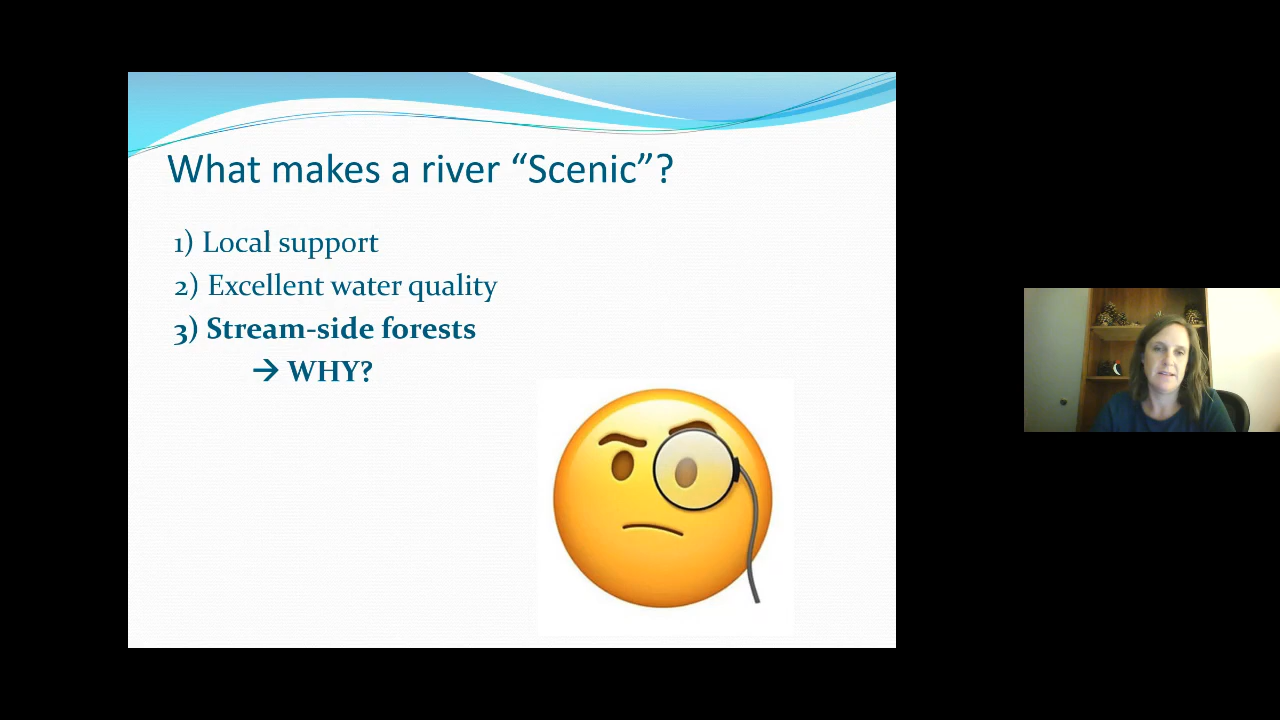 What makes a river “Scenic”?
1) Local support
2) Excellent water quality
3) Stream-side forests
→ WHY?